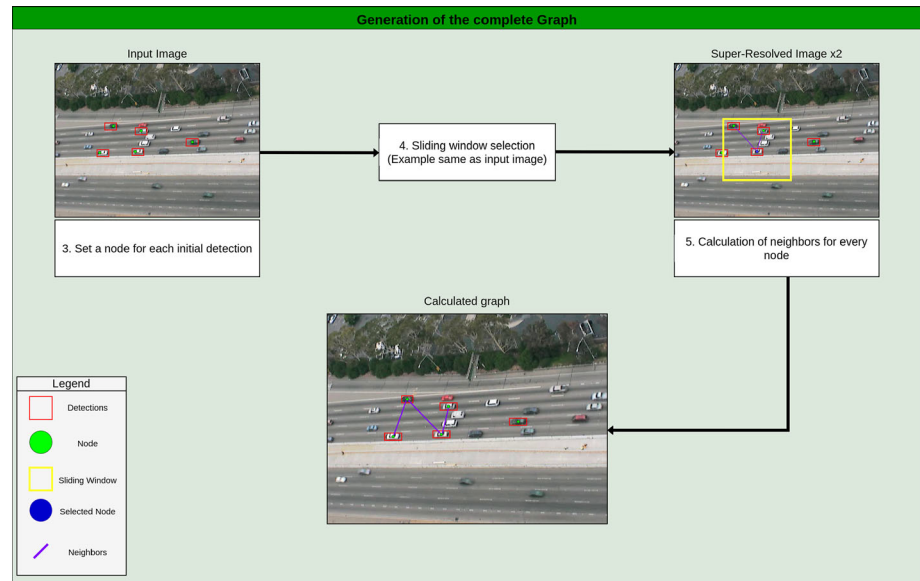 Generation of the complete Graph
Input Image
Super-Resolved Image x2
4. Sliding window selection
(Example same as input image)
3. Set a node for each initial detection
5. Calculation of neighbors for every
node
Calculated graph
Legend
Detections
Node
Sliding Window
Selected Node
Neighbors